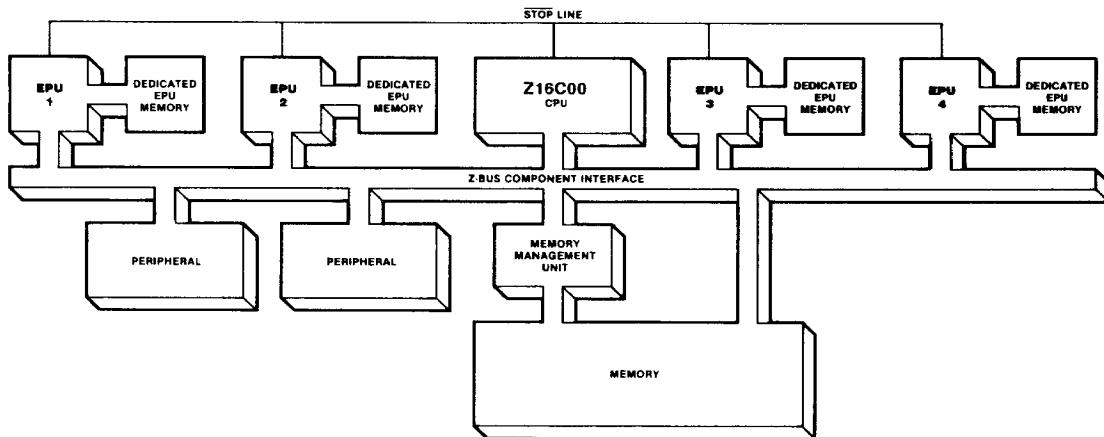 STOP LINE
EPU
1
DEDICATED
EPU
MEMORY
EPU
2
DEDICATED
EPU
MEMORY
Z16C00
CPU
EPU
3
DEDICATED
EPU
MEMORY
EPU
4
DEDICATED
EPU
MEMORY
Z-BUS COMPONENT INTERFACE
PERIPHERAL
PERIPHERAL
MEMORY
MANAGEMENT
UNIT
MEMORY